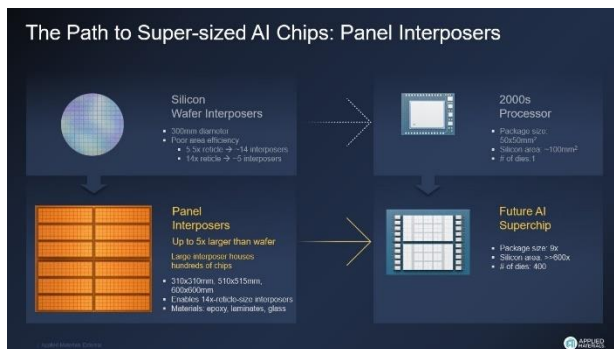 The Path to Super-sized AI Chips: Panel Interposers
Silicon
Wafer Interposers
▪ 300mm diameter
▪ Poor area efficiency
▪ 5.5x reticle → ~14 interposers
▪ 14x reticle → ~5 interposers
2000s
Processor
▪ Package size:
50x50mm²
▪ Silicon area: ~100mm²
▪ # of dies:1
Panel
Interposers
Up to 5x larger than wafer
Large interposer houses
hundreds of chips
▪ 310x310mm, 510x515mm,
600x600mm
▪ Enables 14x-reticle-size interposers
▪ Materials: epoxy, laminates, glass
Future AI
Superchip
▪ Package size: 9x
▪ Silicon area: >>600x
▪ # of dies: 400
Applied Materials External
APPLIED
MATERIALS